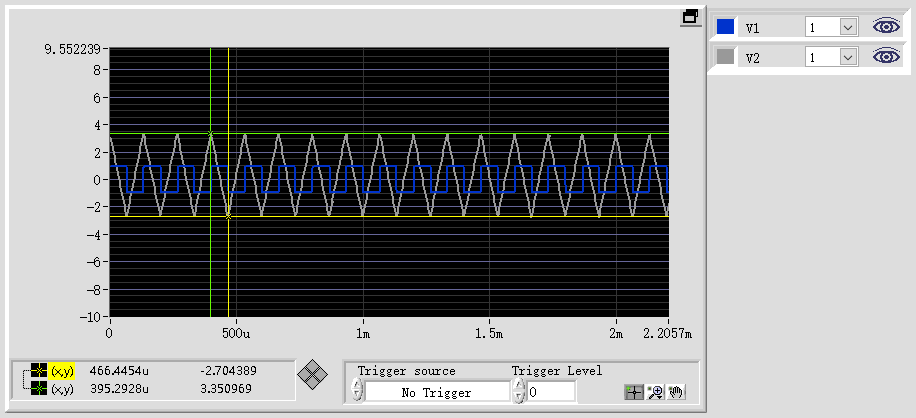 9.552239
8
6
4
2
0
-2
-4
-6
-8
-10
0 500u 1m 1.5m 2m 2.2057m
V1 1
V2 1
(x,y) 466.4454u -2.704389
(x,y) 395.2928u 3.350969
Trigger source Trigger Level
No Trigger 0